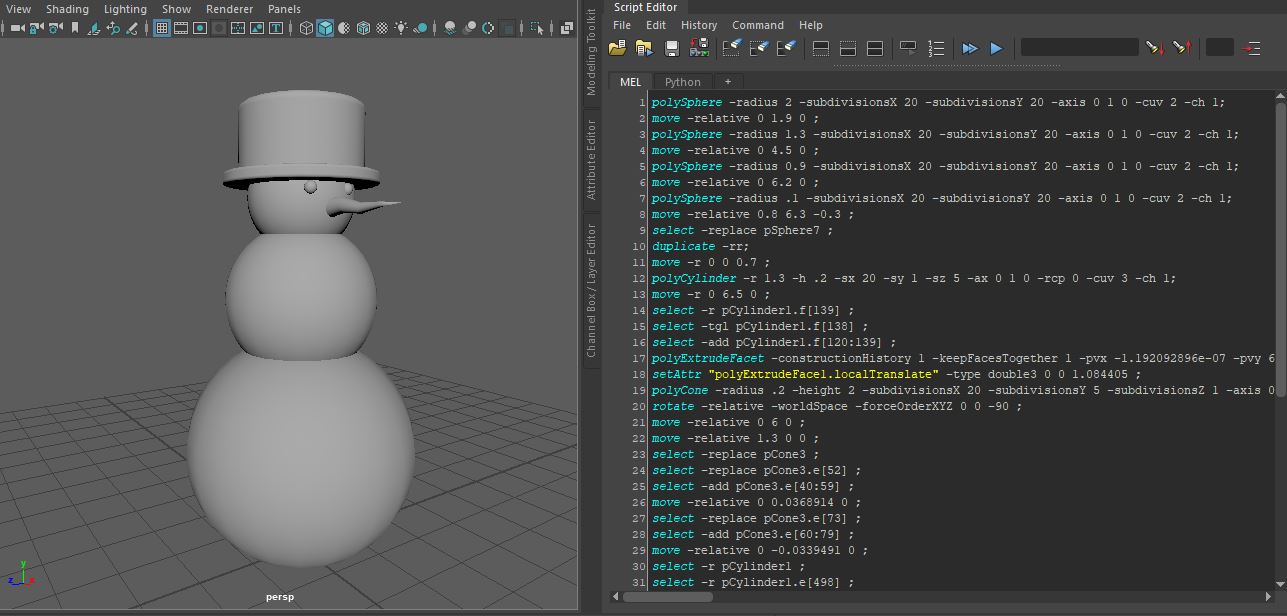 View Shading Lighting Show Renderer Panels
Script Editor
File Edit History Command Help
Modeling Toolkit
Attribute Editor
Channel Box / Layer Editor
MEL Python +
1 polySphere -radius 2 -subdivisionsX 20 -subdivisionsY 20 -axis 0 1 0 -cuv 2 -ch 1;
2 move -relative 0 1.9 0 ;
3 polySphere -radius 1.3 -subdivisionsX 20 -subdivisionsY 20 -axis 0 1 0 -cuv 2 -ch 1;
4 move -relative 0 4.5 0 ;
5 polySphere -radius 0.9 -subdivisionsX 20 -subdivisionsY 20 -axis 0 1 0 -cuv 2 -ch 1;
6 move -relative 0 6.2 0 ;
7 polySphere -radius .1 -subdivisionsX 20 -subdivisionsY 20 -axis 0 1 0 -cuv 2 -ch 1;
8 move -relative 0.8 6.3 -0.3 ;
9 select -replace pSphere7 ;
10 duplicate -rr;
11 move -r 0 0 0.7 ;
12 polyCylinder -r 1.3 -h .2 -sx 20 -sy 1 -sz 5 -ax 0 1 0 -rcp 0 -cuv 3 -ch 1;
13 move -r 0 6.5 0 ;
14 select -r pCylinder1.f[139] ;
15 select -tgl pCylinder1.f[138] ;
16 select -add pCylinder1.f[120:139] ;
17 polyExtrudeFacet -constructionHistory 1 -keepFacesTogether 1 -pvx -1.192092896e-07 -pvy 6
18 setAttr "polyExtrudeFace1.localTranslate" -type double3 0 0 1.084405 ;
19 polyCone -radius .2 -height 2 -subdivisionsX 20 -subdivisionsY 5 -subdivisionsZ 1 -axis 0
20 rotate -relative -worldSpace -forceOrderXYZ 0 0 -90 ;
21 move -relative 0 6 0 ;
22 move -relative 1.3 0 0 ;
23 select -replace pCone3 ;
24 select -replace pCone3.e[52] ;
25 select -add pCone3.e[40:59] ;
26 move -relative 0 0.0368914 0 ;
27 select -replace pCone3.e[73] ;
28 select -add pCone3.e[60:79] ;
29 move -relative 0 -0.0339491 0 ;
30 select -r pCylinder1 ;
31 select -r pCylinder1.e[498] ;
y
z x
persp